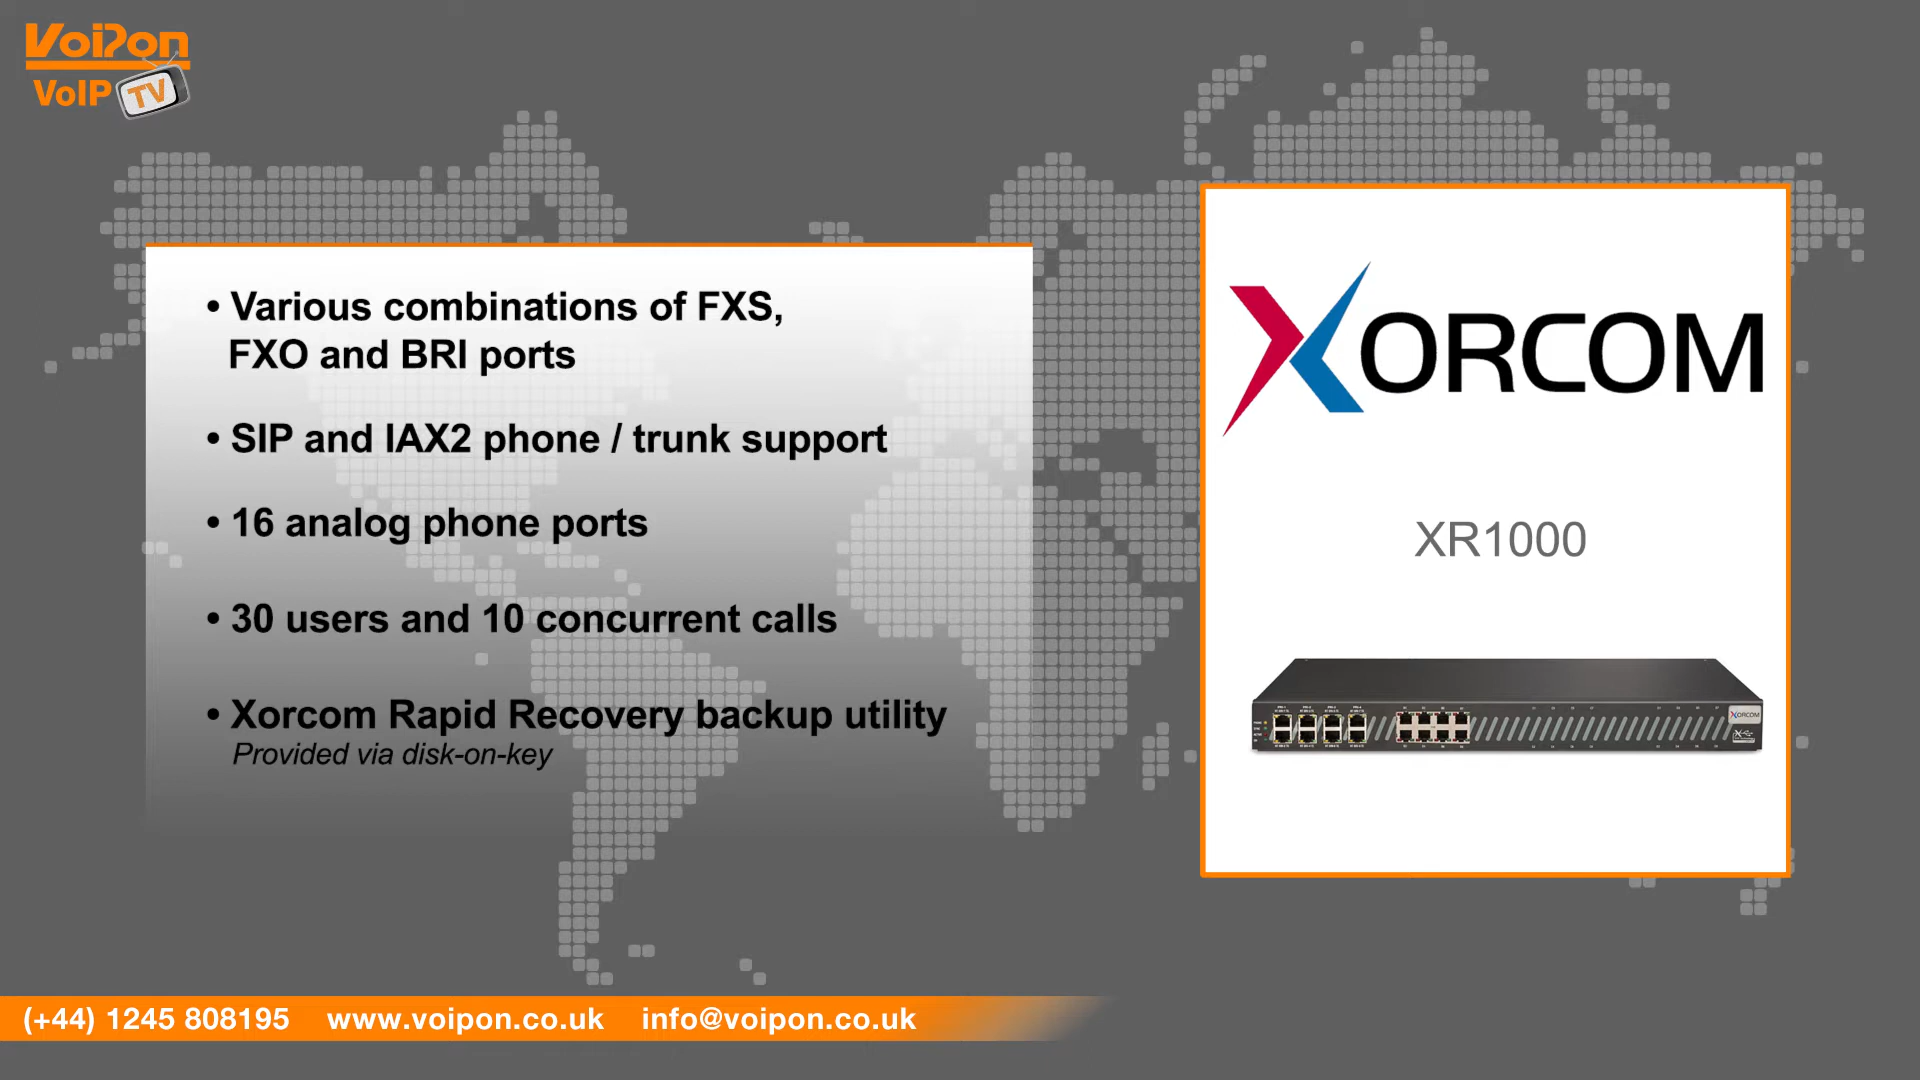 VoiPon
VoIP TV
• Various combinations of FXS,
FXO and BRI ports
• SIP and IAX2 phone / trunk support
• 16 analog phone ports
• 30 users and 10 concurrent calls
• Xorcom Rapid Recovery backup utility
Provided via disk-on-key
XORCOM
XR1000
XORCOM
(+44) 1245 808195 www.voipon.co.uk info@voipon.co.uk